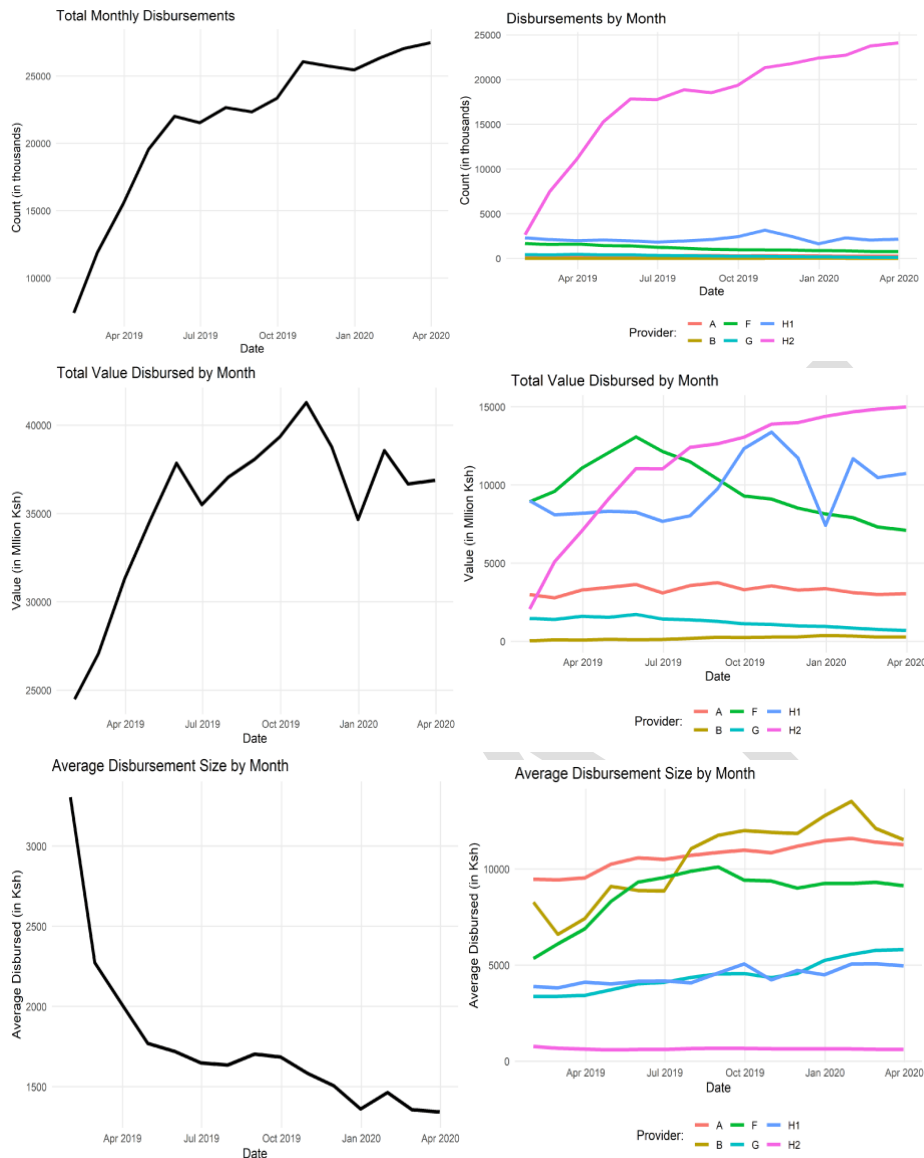 Total Monthly Disbursements
Count (in thousands)
25000
20000
15000
10000
Apr 2019 Jul 2019 Oct 2019 Jan 2020 Apr 2020
Date
Disbursements by Month
Count (in thousands)
25000
20000
15000
10000
5000
0
Apr 2019 Jul 2019 Oct 2019 Jan 2020 Apr 2020
Date
Provider: A F H1
B G H2
Total Value Disbursed by Month
Value (in Mllion Ksh)
40000
35000
30000
25000
Apr 2019 Jul 2019 Oct 2019 Jan 2020 Apr 2020
Date
Total Value Disbursed by Month
Value (in Million Ksh)
15000
10000
5000
0
Apr 2019 Jul 2019 Oct 2019 Jan 2020 Apr 2020
Date
Provider: A F H1
B G H2
Average Disbursement Size by Month
Average Disbursed (in Ksh)
3000
2500
2000
1500
Apr 2019 Jul 2019 Oct 2019 Jan 2020 Apr 2020
Date
Average Disbursement Size by Month
Average Disbursed (in Ksh)
10000
5000
0
Apr 2019 Jul 2019 Oct 2019 Jan 2020 Apr 2020
Date
Provider: A F H1
B G H2